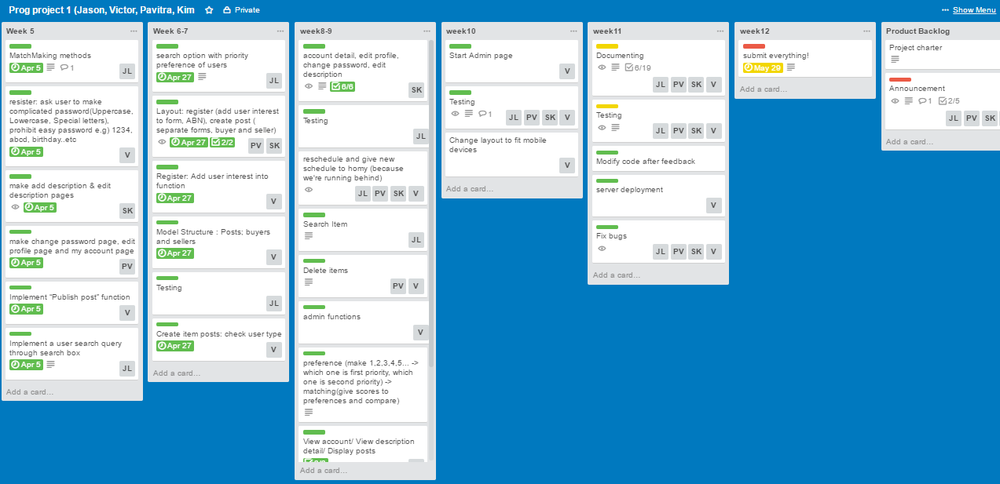 Prog project 1 (Jason, Victor, Pavitra, Kim
Private
Show Menu
Week 5
MatchMaking methods
Apr 5
1
JL
resister: ask user to make
complicated password(Uppercase,
Lowercase, Special letters),
prohibit easy password e.g) 1234,
abcd, birthday..etc
Apr 5
V
make add description & edit
description pages
Apr 5
SK
make change password page, edit
profile page and my account page
Apr 5
PV
Implement “Publish post” function
Apr 5
V
Implement a user search query
through search box
Apr 5
JL
Add a card...
Week 6-7
search option with priority
preference of users
Apr 27
JL
Layout: register (add user interest
to form, ABN), create post (
separate forms, buyer and seller)
Apr 27
2/2
PV SK
Register: Add user interest into
function
Apr 27
V
Model Structure : Posts; buyers
and sellers
Apr 27
V
Testing
JL
Create item posts: check user type
Apr 27
V
Add a card...
week8-9
account detail, edit profile,
change password, edit
description
6/6
SK
Testing
JL
reschedule and give new
schedule to homy (because
we're running behind)
JL PV SK V
Search Item
JL
Delete items
PV V
admin functions
V
preference (make 1,2,3,4,5... ->
which one is first priority, which
one is second priority) ->
matching(give scores to
preferences and compare)
View account/ View description
detail/ Display posts
Add a card...
week10
Start Admin page
V
Testing
1
JL PV SK V
Change layout to fit mobile
devices
V
Add a card...
week11
Documenting
6/19
JL PV SK V
Testing
JL PV SK V
Modify code after feedback
server deployment
V
Fix bugs
JL PV SK V
Add a card...
week12
submit everything!
May 29
Add a card...
Product Backlog
Project charter
Announcement
1
2/5
JL PV SK
Add a card...